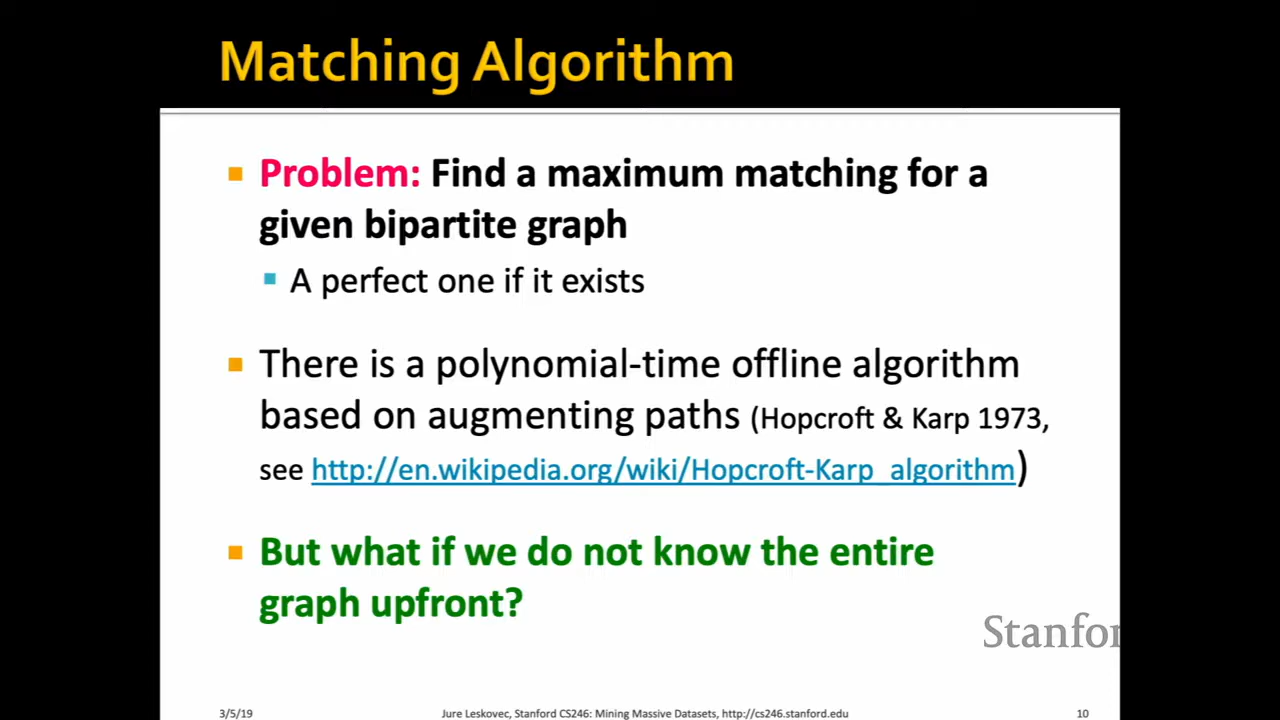 Matching Algorithm
Problem: Find a maximum matching for a
given bipartite graph
A perfect one if it exists
There is a polynomial-time offline algorithm
based on augmenting paths (Hopcroft & Karp 1973,
see http://en.wikipedia.org/wiki/Hopcroft-Karp_algorithm)
But what if we do not know the entire
graph upfront?
Stanfor
3/5/19 Jure Leskovec, Stanford CS246: Mining Massive Datasets, http://cs246.stanford.edu 10